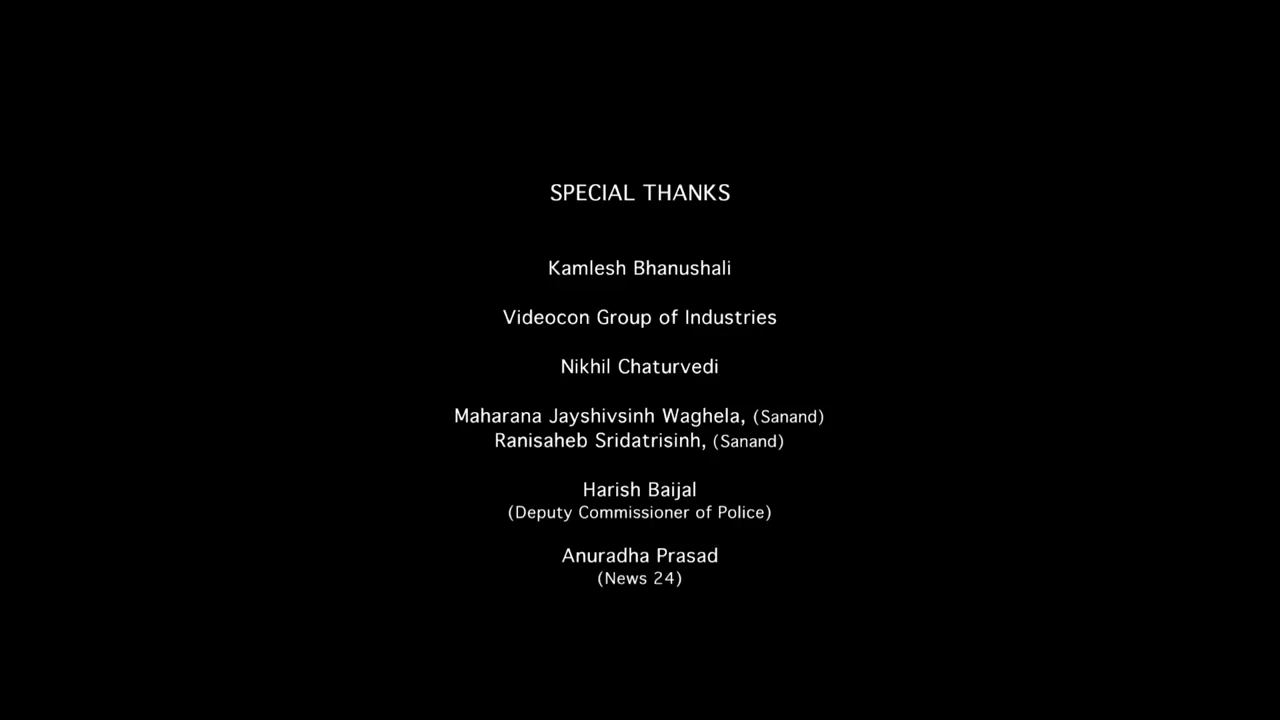 SPECIAL THANKS
Kamlesh Bhanushali
Videocon Group of Industries
Nikhil Chaturvedi
Maharana Jayshivsinh Waghela, (Sanand)
Ranisaheb Sridatrisinh, (Sanand)
Harish Baijal
(Deputy Commissioner of Police)
Anuradha Prasad
(News 24)